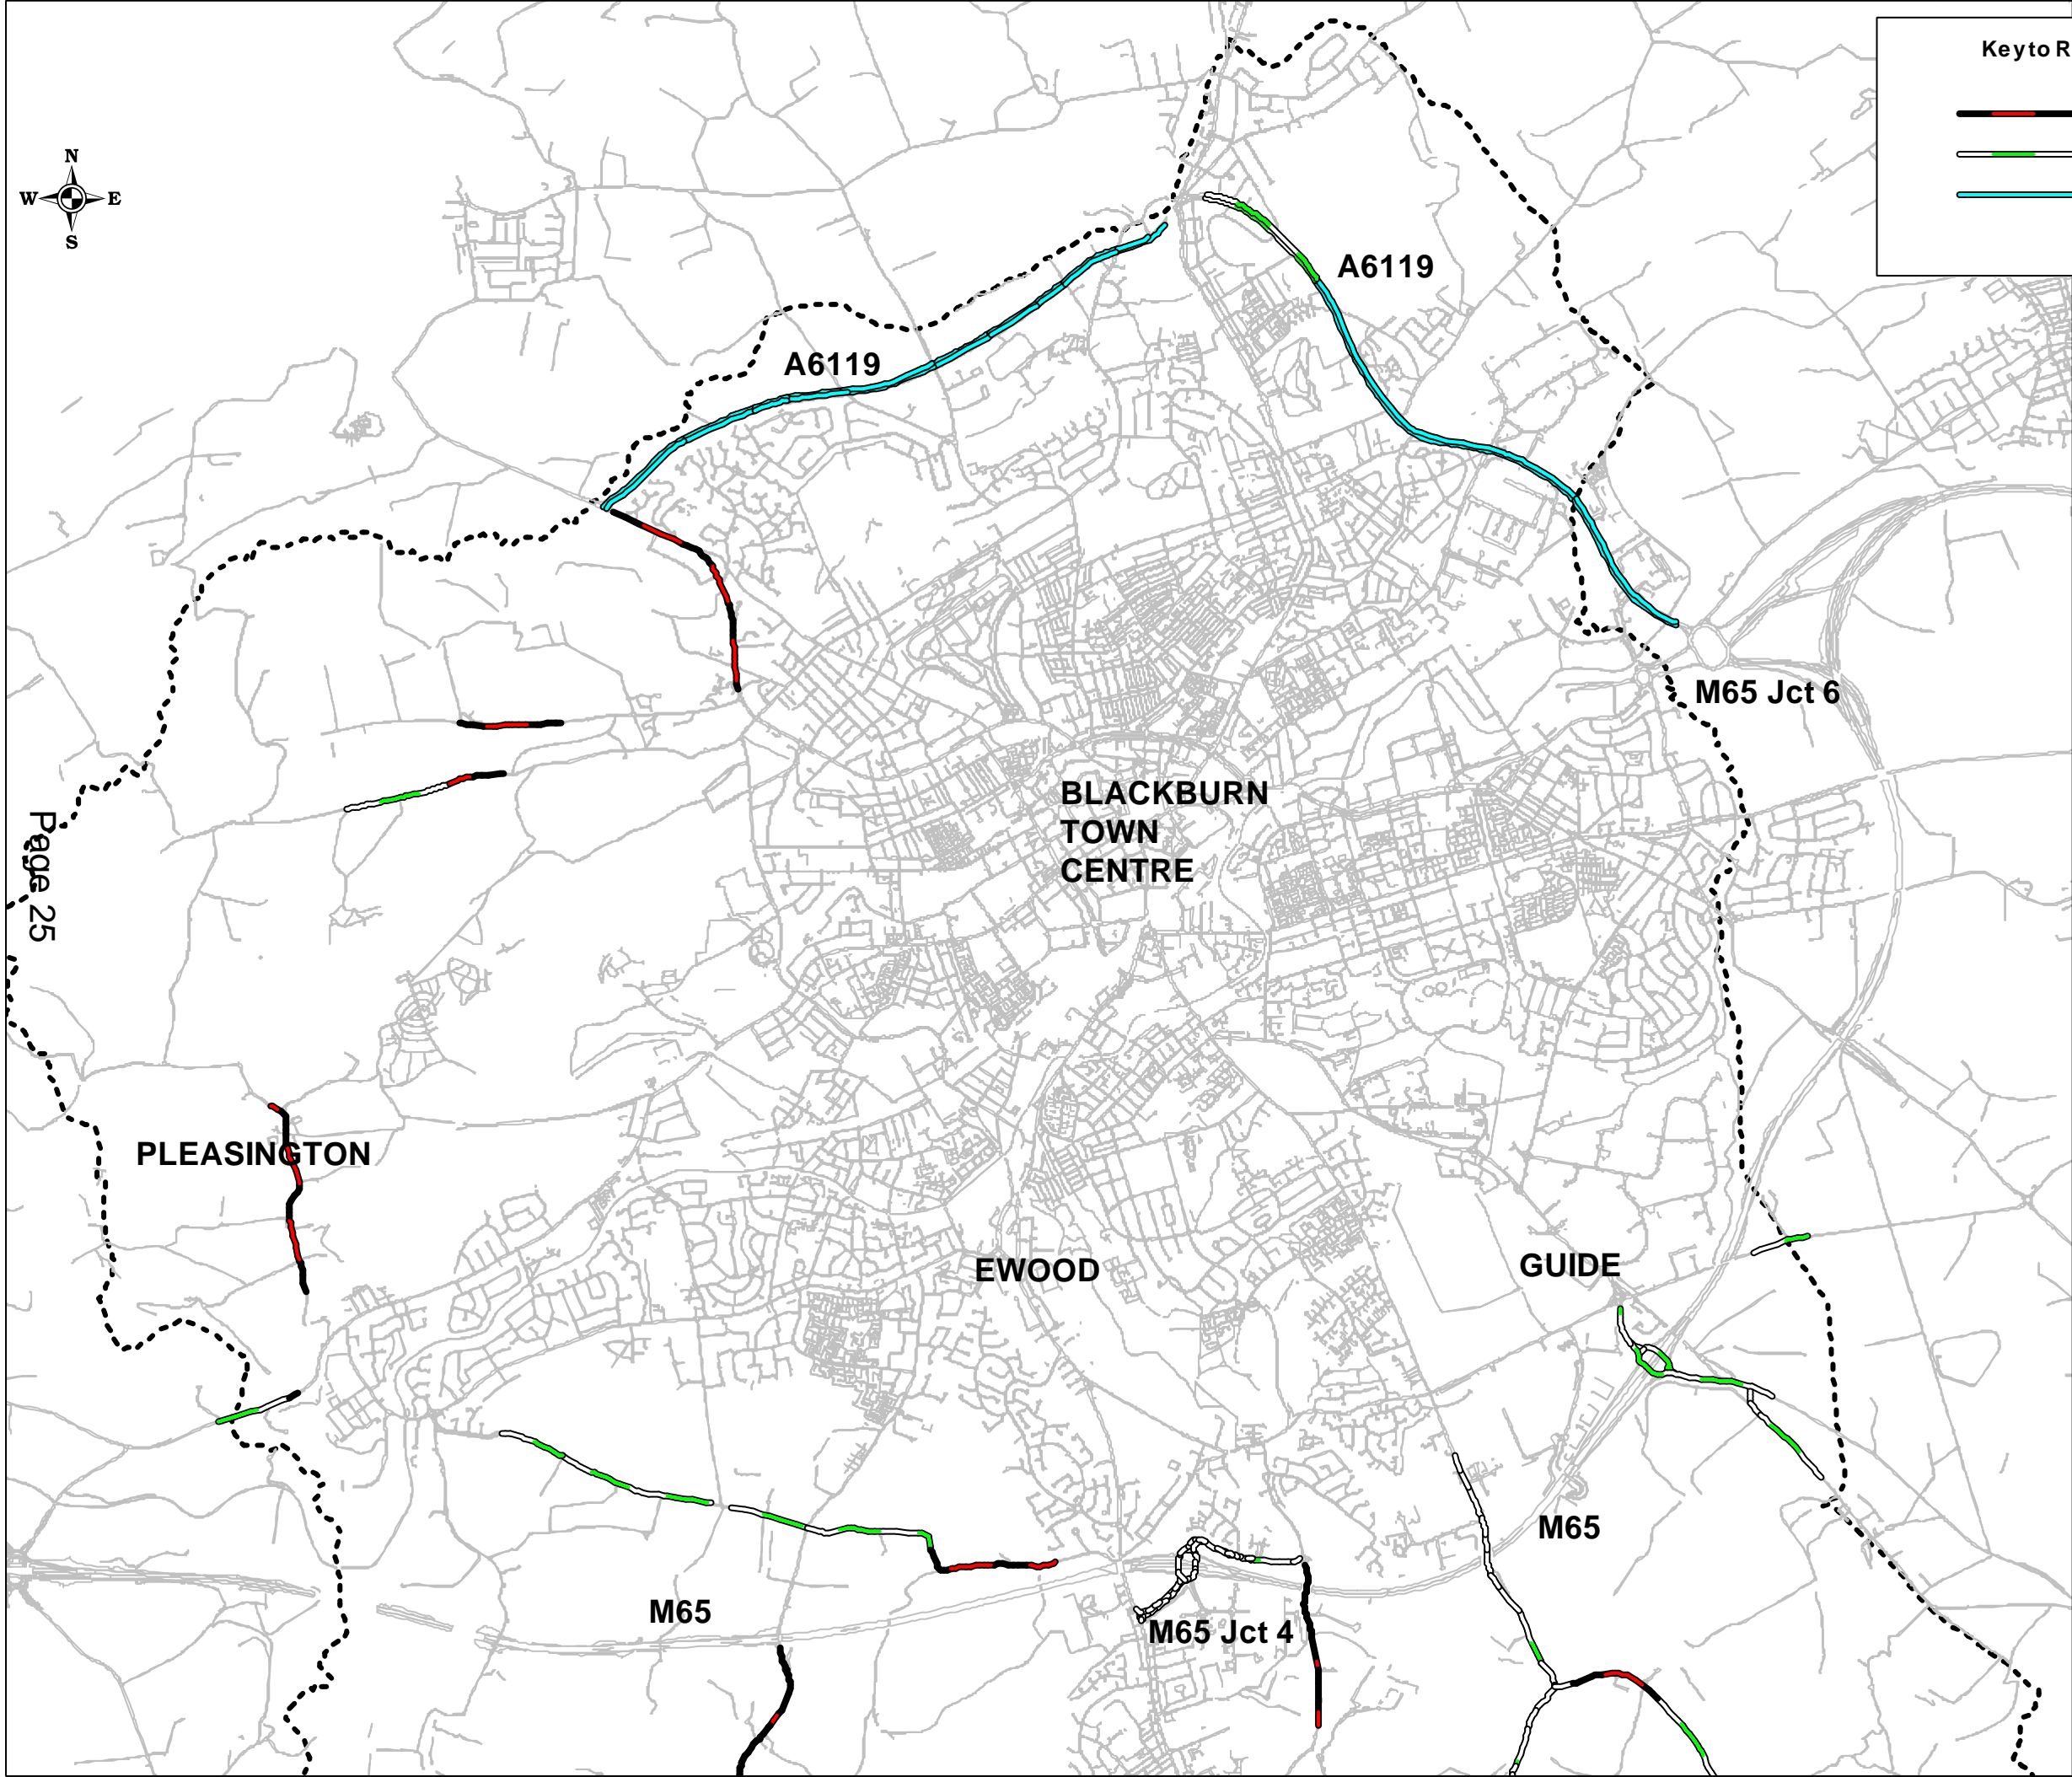 Key to R
N
W E
S
A6119
A6119
M65 Jct 6
BLACKBURN
TOWN
CENTRE
Page 25
PLEASINGTON
EWOOD
GUIDE
M65
M65
M65 Jct 4